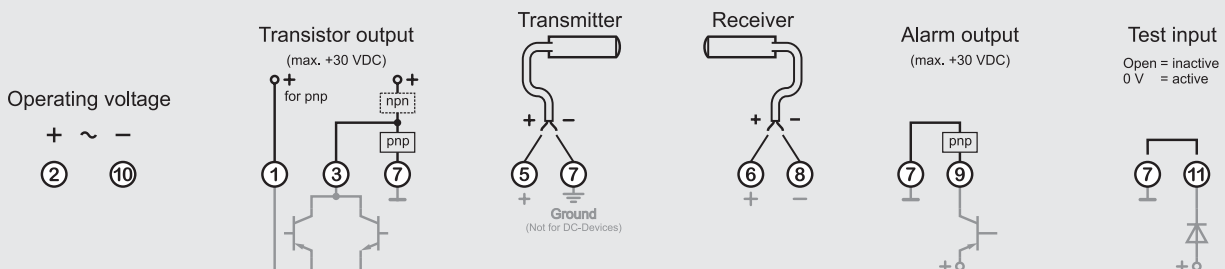 Operating voltage
+ ~ −
2 10
Transistor output
(max. +30 VDC)
+ +
for pnp
npn
pnp
1 3 7
Transmitter
+ −
5 7
+
Ground
(Not for DC-Devices)
Receiver
+ −
6 8
+ −
Alarm output
(max. +30 VDC)
pnp
7 9
+
Test input
Open = inactive
0 V = active
7 11
+